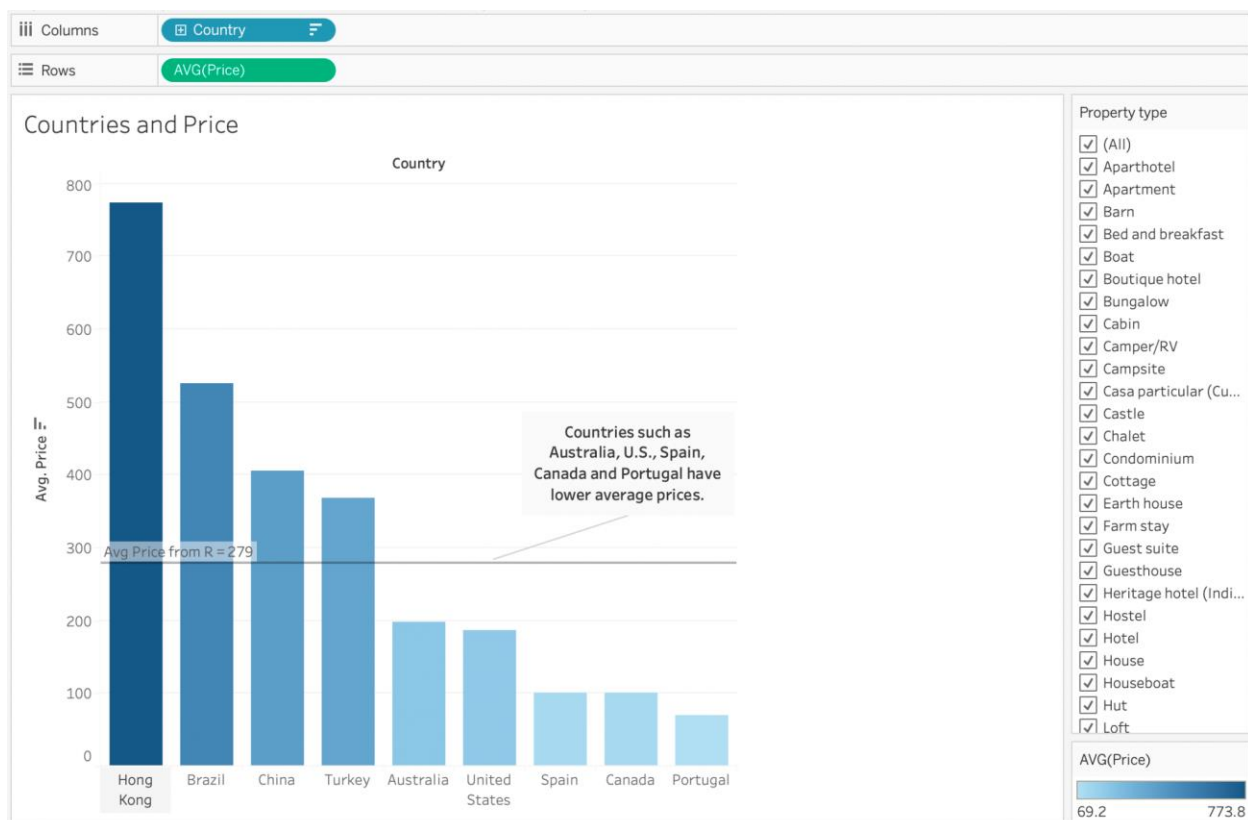 Columns
Country
Rows
AVG(Price)
Countries and Price
Country
800
700
600
500
400
300
200
100
0
Avg. Price
Avg Price from R = 279
Countries such as
Australia, U.S., Spain,
Canada and Portugal have
lower average prices.
Hong
Kong
Brazil
China
Turkey
Australia
United
States
Spain
Canada
Portugal
Property type
(All)
Aparthotel
Apartment
Barn
Bed and breakfast
Boat
Boutique hotel
Bungalow
Cabin
Camper/RV
Campsite
Casa particular (Cu...
Castle
Chalet
Condominium
Cottage
Earth house
Farm stay
Guest suite
Guesthouse
Heritage hotel (Indi...
Hostel
Hotel
House
Houseboat
Hut
Loft
AVG(Price)
69.2 773.8